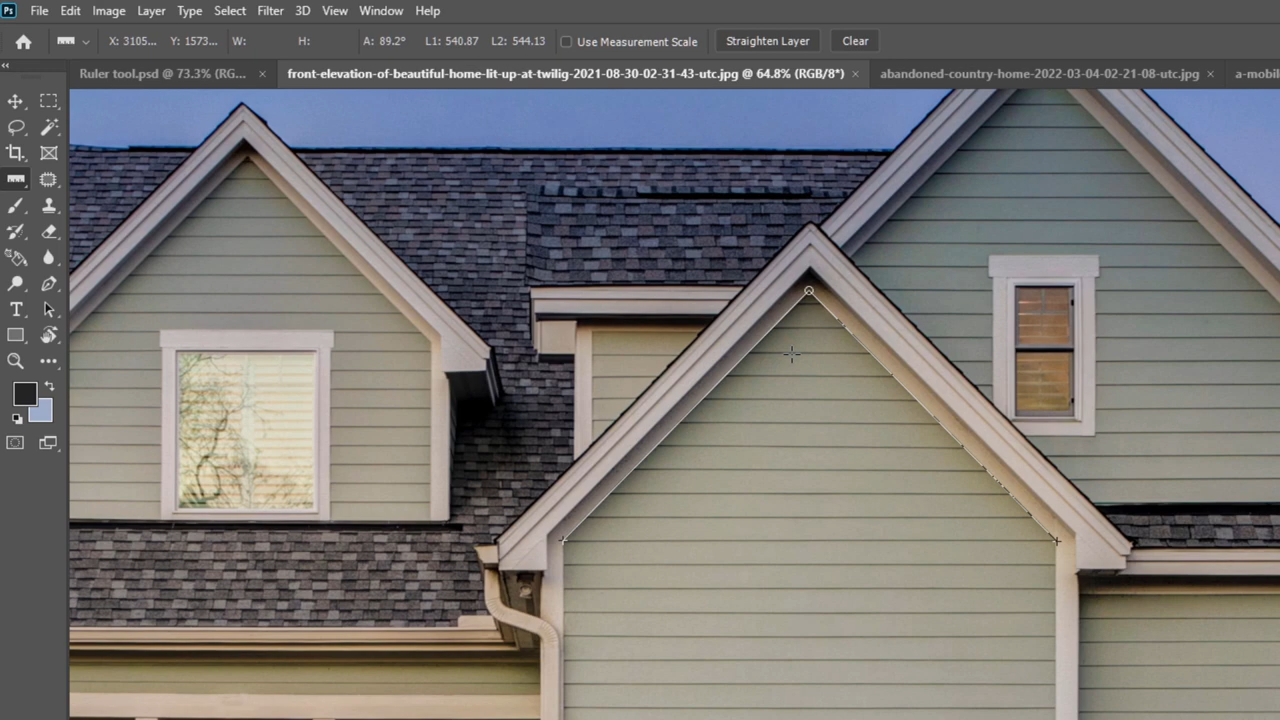 Ps File Edit Image Layer Type Select Filter 3D View Window Help
X: 3105... Y: 1573... W: H: A: 89.2° L1: 540.87 L2: 544.13 Use Measurement Scale Straighten Layer Clear
Ruler tool.psd @ 73.3% (RG... × front-elevation-of-beautiful-home-lit-up-at-twilig-2021-08-30-02-31-43-utc.jpg @ 64.8% (RGB/8*) × abandoned-country-home-2022-03-04-02-21-08-utc.jpg × a-mobil